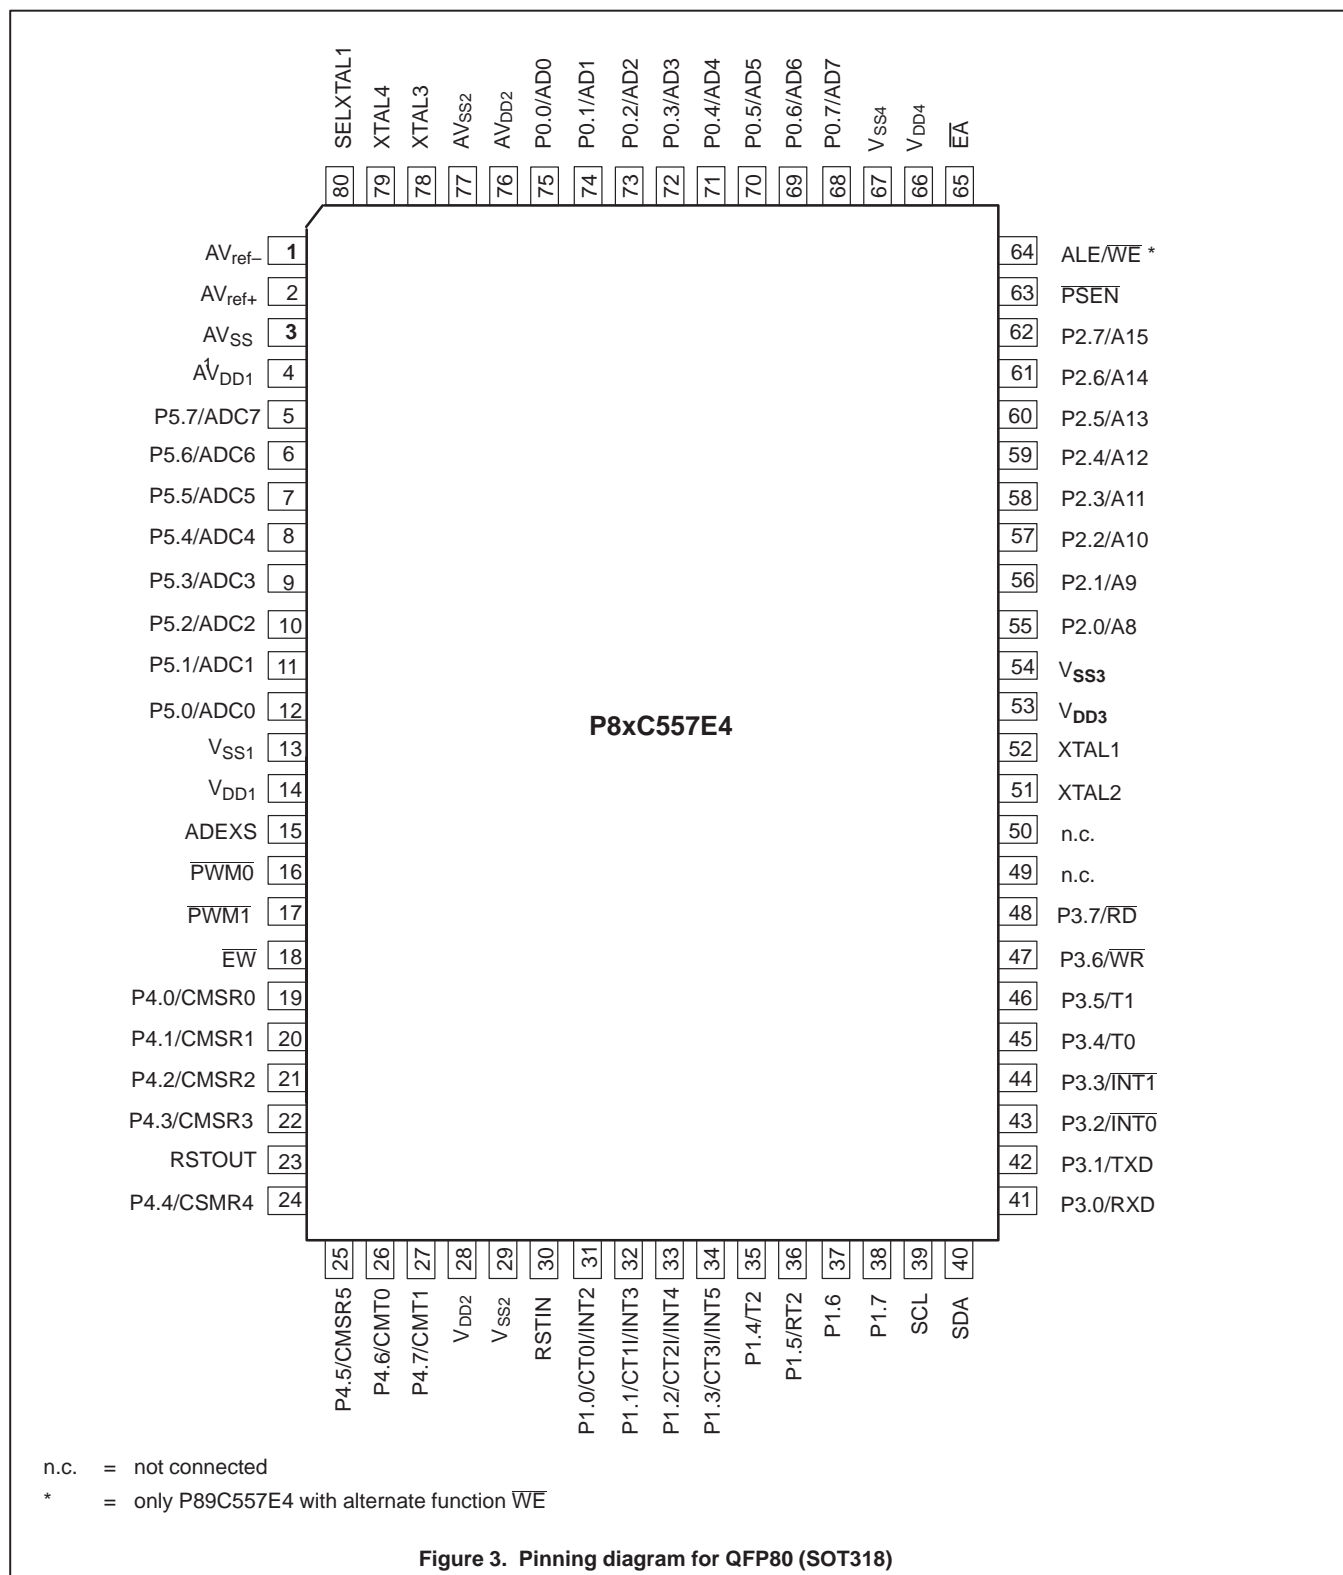 SELXTAL1
XTAL4
XTAL3
AVSS2
AVDD2
P0.0/AD0
P0.1/AD1
P0.2/AD2
P0.3/AD3
P0.4/AD4
P0.5/AD5
P0.6/AD6
P0.7/AD7
VSS4
VDD4
EA
80 79 78 77 76 75 74 73 72 71 70 69 68 67 66 65
AVref– 1
AVref+ 2
AVSS 3
1
AVDD1 4
P5.7/ADC7 5
P5.6/ADC6 6
P5.5/ADC5 7
P5.4/ADC4 8
P5.3/ADC3 9
P5.2/ADC2 10
P5.1/ADC1 11
P5.0/ADC0 12
VSS1 13
VDD1 14
ADEXS 15
PWM0 16
PWM1 17
EW 18
P4.0/CMSR0 19
P4.1/CMSR1 20
P4.2/CMSR2 21
P4.3/CMSR3 22
RSTOUT 23
P4.4/CSMR4 24
P8xC557E4
64 ALE/WE *
63 PSEN
62 P2.7/A15
61 P2.6/A14
60 P2.5/A13
59 P2.4/A12
58 P2.3/A11
57 P2.2/A10
56 P2.1/A9
55 P2.0/A8
54 VSS3
53 VDD3
52 XTAL1
51 XTAL2
50 n.c.
49 n.c.
48 P3.7/RD
47 P3.6/WR
46 P3.5/T1
45 P3.4/T0
44 P3.3/INT1
43 P3.2/INT0
42 P3.1/TXD
41 P3.0/RXD
25 26 27 28 29 30 31 32 33 34 35 36 37 38 39 40
P4.5/CMSR5
P4.6/CMT0
P4.7/CMT1
VDD2
VSS2
RSTIN
P1.0/CT0I/INT2
P1.1/CT1I/INT3
P1.2/CT2I/INT4
P1.3/CT3I/INT5
P1.4/T2
P1.5/RT2
P1.6
P1.7
SCL
SDA
n.c. = not connected
* = only P89C557E4 with alternate function WE
Figure 3. Pinning diagram for QFP80 (SOT318)